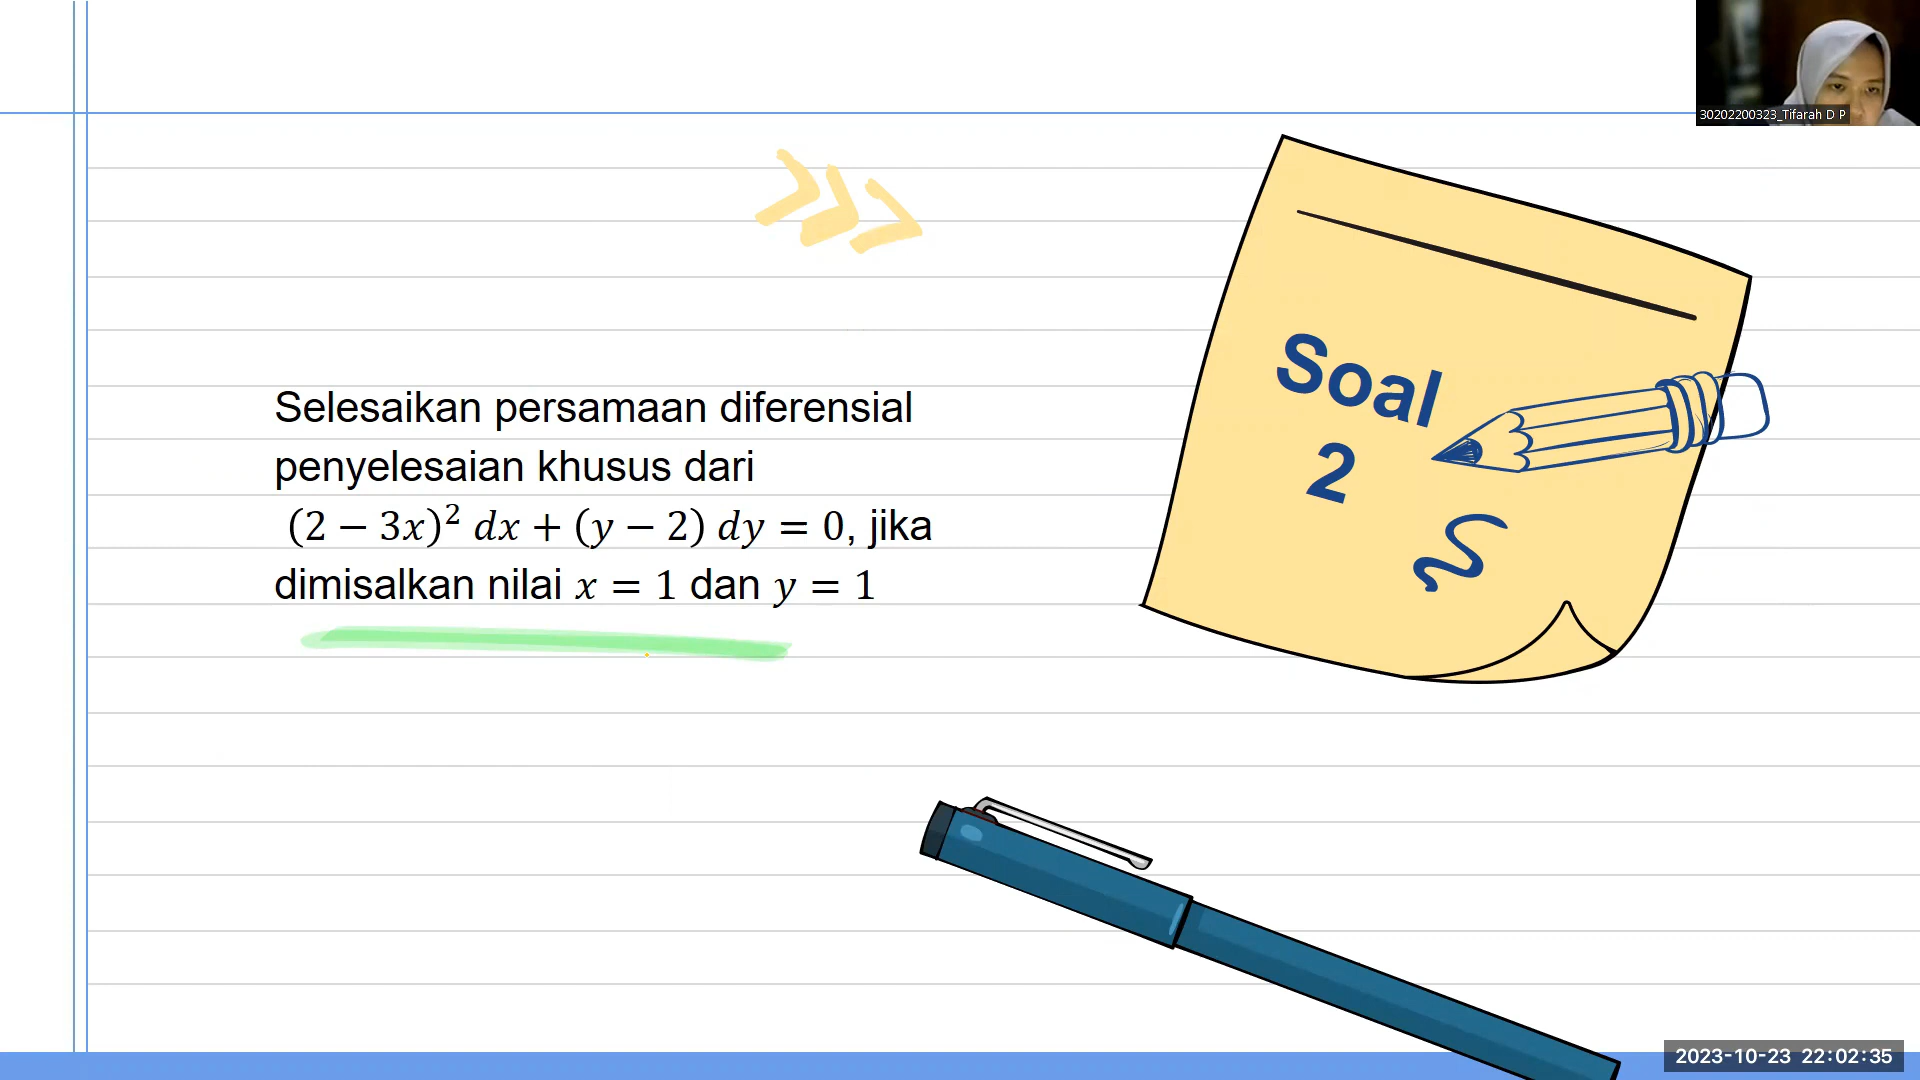 30202200323_Tifarah D P
Soal
2
Selesaikan persamaan diferensial
penyelesaian khusus dari
(2 − 3x)² dx + (y − 2) dy = 0, jika
dimisalkan nilai x = 1 dan y = 1
2023-10-23 22:02:35